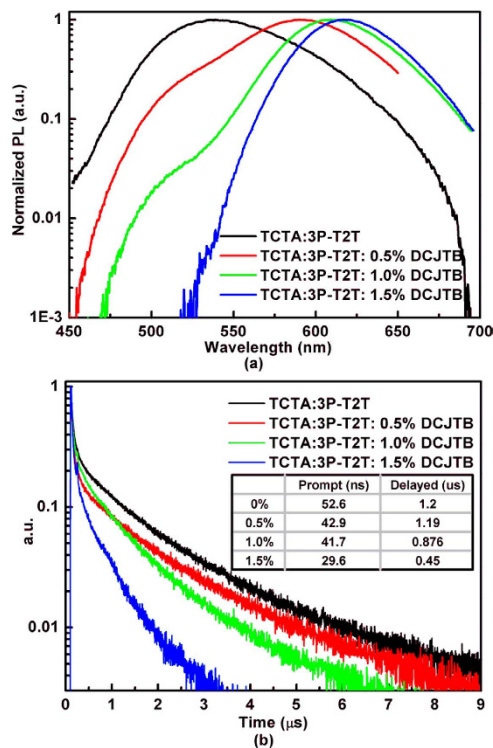 Normalized PL (a.u.)
1
0.1
0.01
1E-3
TCTA:3P-T2T
TCTA:3P-T2T: 0.5% DCJTB
TCTA:3P-T2T: 1.0% DCJTB
TCTA:3P-T2T: 1.5% DCJTB
450 500 550 600 650 700
Wavelength (nm)
(a)
a.u.
1
0.1
0.01
TCTA:3P-T2T
TCTA:3P-T2T: 0.5% DCJTB
TCTA:3P-T2T: 1.0% DCJTB
TCTA:3P-T2T: 1.5% DCJTB
Prompt (ns) Delayed (us)
0% 52.6 1.2
0.5% 42.9 1.19
1.0% 41.7 0.876
1.5% 29.6 0.45
0 1 2 3 4 5 6 7 8 9
Time (μs)
(b)